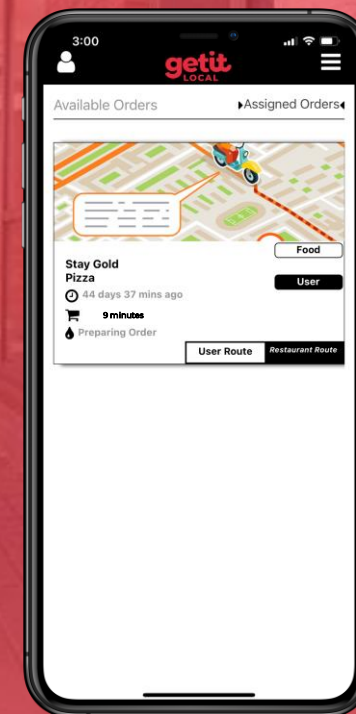 3:00
getit
LOCAL
Available Orders ▸Assigned Orders◂
Food
Stay Gold
Pizza
User
44 days 37 mins ago
9 minutes
Preparing Order
User Route Restaurant Route